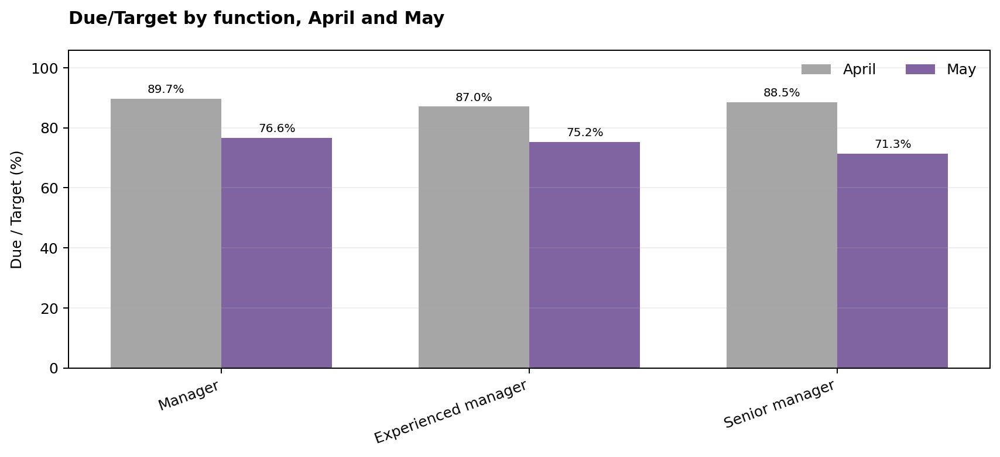 Due/Target by function, April and May
Due / Target (%)
100
80
60
40
20
0
April
May
89.7%
76.6%
87.0%
75.2%
88.5%
71.3%
Manager
Experienced manager
Senior manager